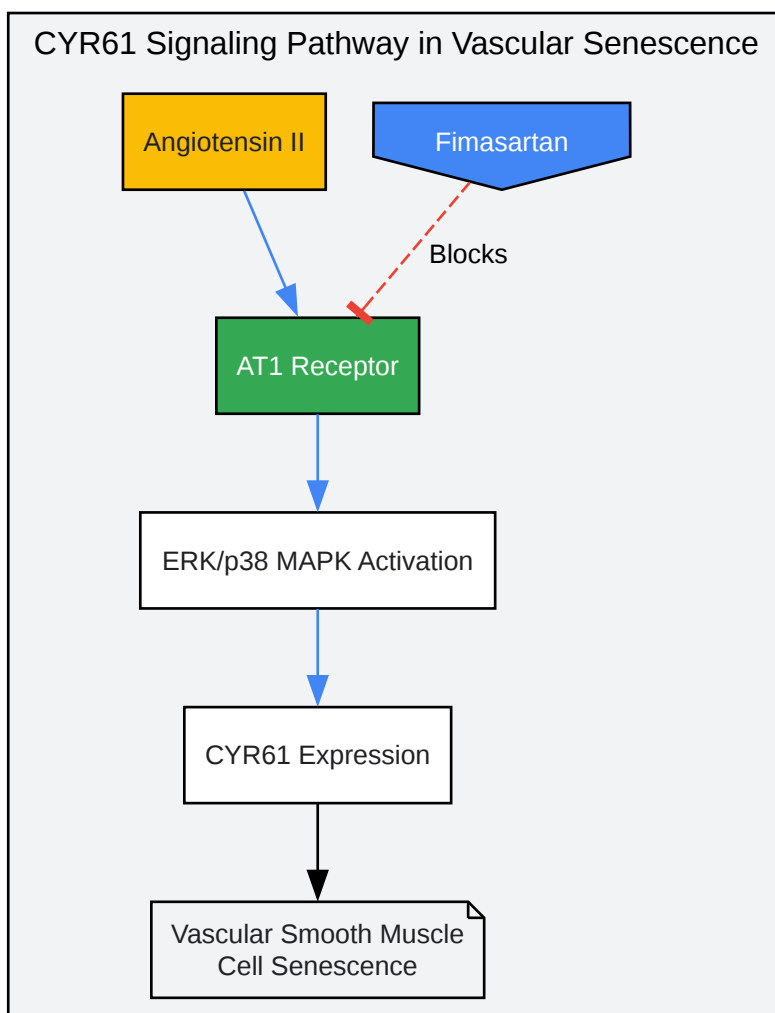 CYR61 Signaling Pathway in Vascular Senescence
Angiotensin II
Fimasartan
Blocks
AT1 Receptor
ERK/p38 MAPK Activation
CYR61 Expression
Vascular Smooth Muscle
Cell Senescence